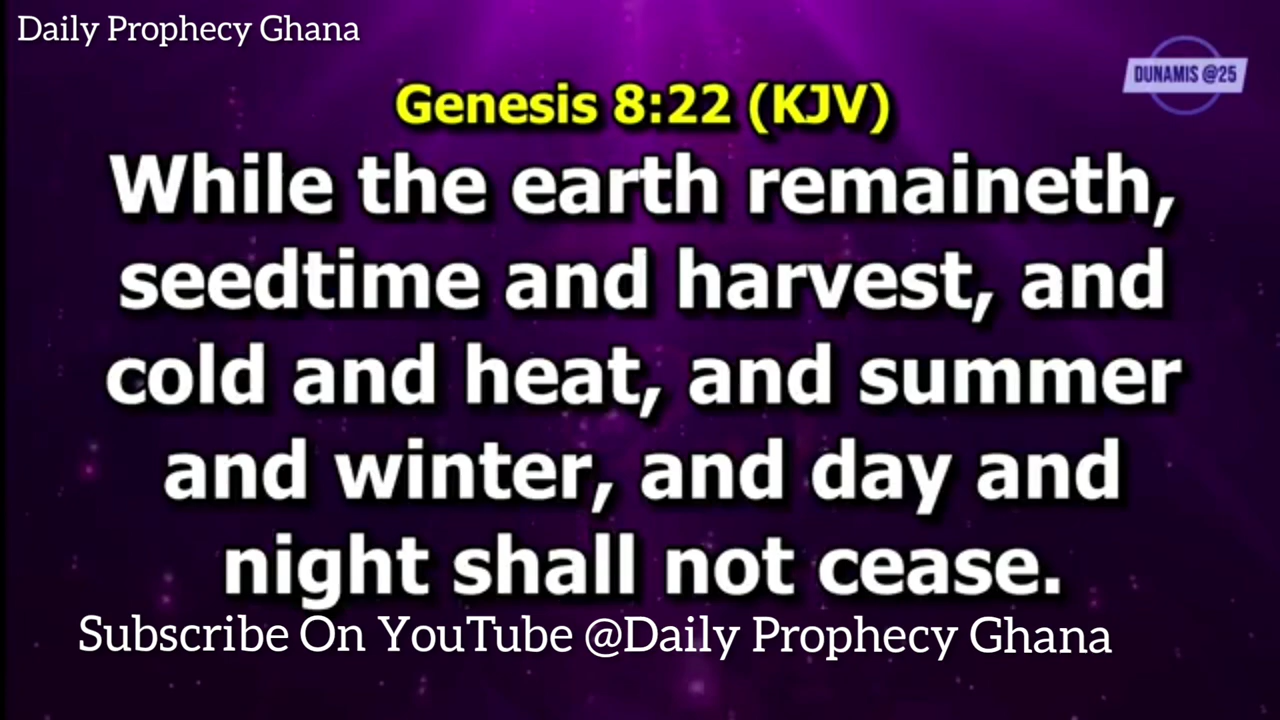 Daily Prophecy Ghana
DUNAMIS @25
Genesis 8:22 (KJV)
While the earth remaineth,
seedtime and harvest, and
cold and heat, and summer
and winter, and day and
night shall not cease.
Subscribe On YouTube @Daily Prophecy Ghana